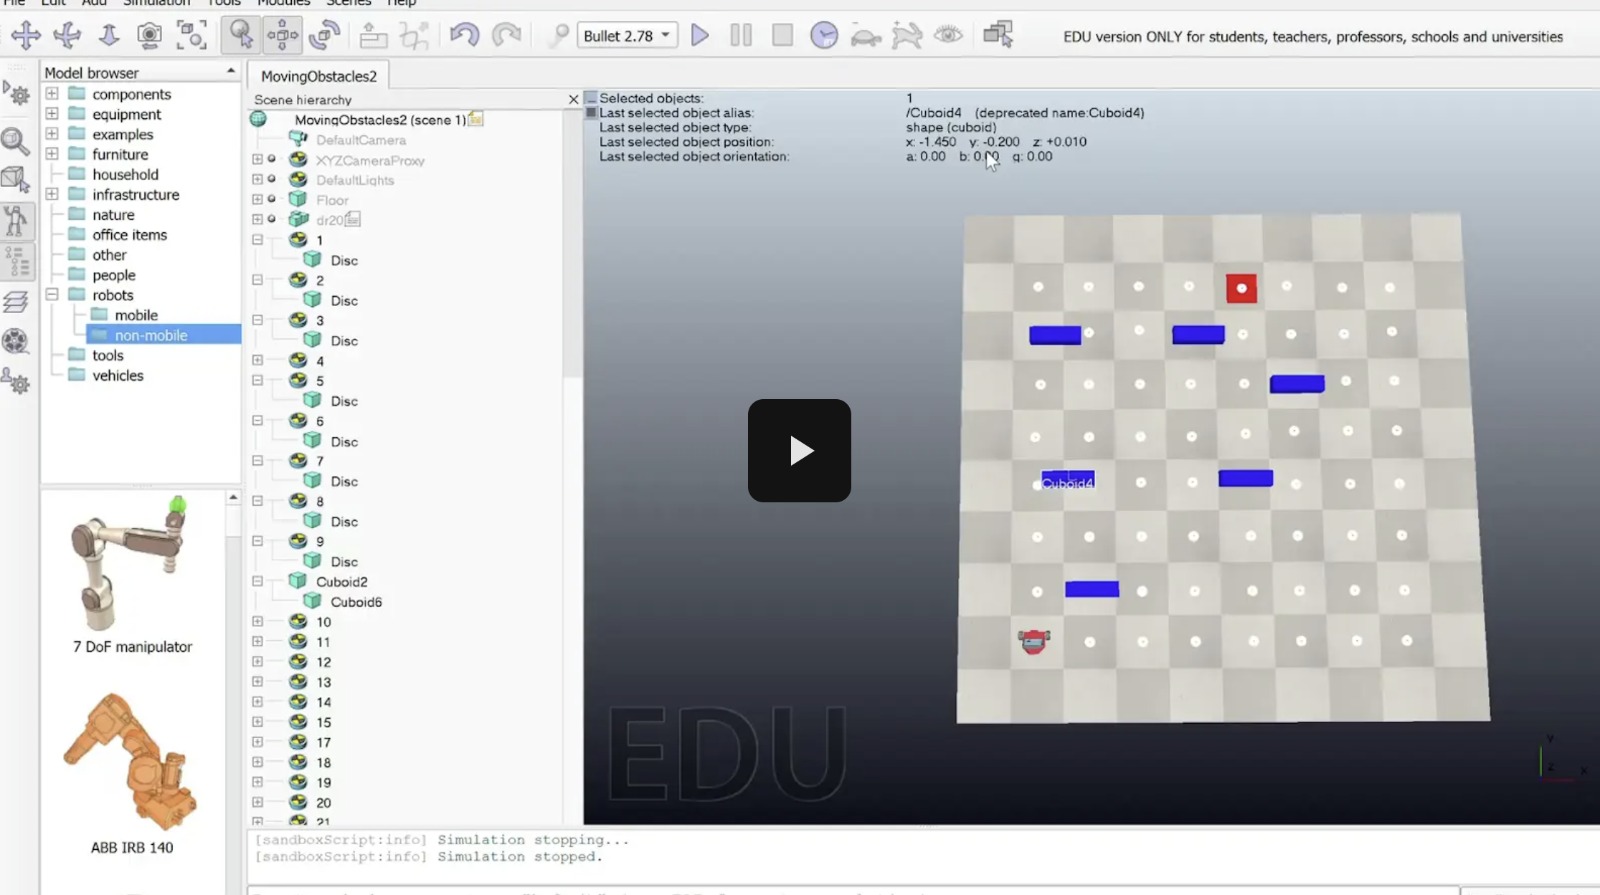 File Edit Add Simulation Tools Modules Scenes Help
Bullet 2.78
EDU version ONLY for students, teachers, professors, schools and universities
Model browser
components
equipment
examples
furniture
household
infrastructure
nature
office items
other
people
robots
mobile
non-mobile
tools
vehicles
7 DoF manipulator
ABB IRB 140
MovingObstacles2
Scene hierarchy
MovingObstacles2 (scene 1)
DefaultCamera
XYZCameraProxy
DefaultLights
Floor
dr20
1
Disc
2
Disc
3
Disc
4
5
Disc
6
Disc
7
Disc
8
Disc
9
Disc
Cuboid2
Cuboid6
10
11
12
13
14
15
17
18
19
20
21
Selected objects: 1
Last selected object alias: /Cuboid4 (deprecated name:Cuboid4)
Last selected object type: shape (cuboid)
Last selected object position: x: -1.450 y: -0.200 z: +0.010
Last selected object orientation: a: 0.00 b: 0.00 g: 0.00
Cuboid4
EDU
Y
Z
X
[sandboxScript:info] Simulation stopping...
[sandboxScript:info] Simulation stopped.